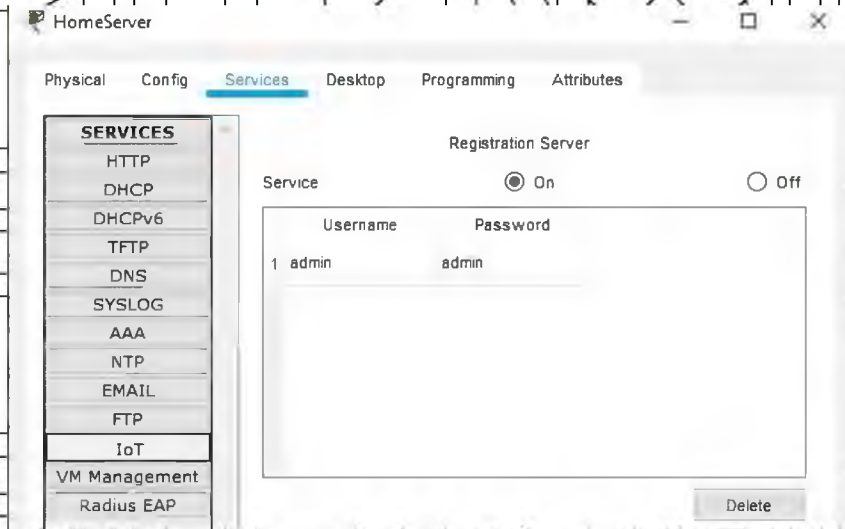 HomeServer
Physical Config Services Desktop Programming Attributes
SERVICES
HTTP
DHCP
DHCPv6
TFTP
DNS
SYSLOG
AAA
NTP
EMAIL
FTP
IoT
VM Management
Radius EAP
Registration Server
Service On Off
Username Password
1 admin admin
Delete